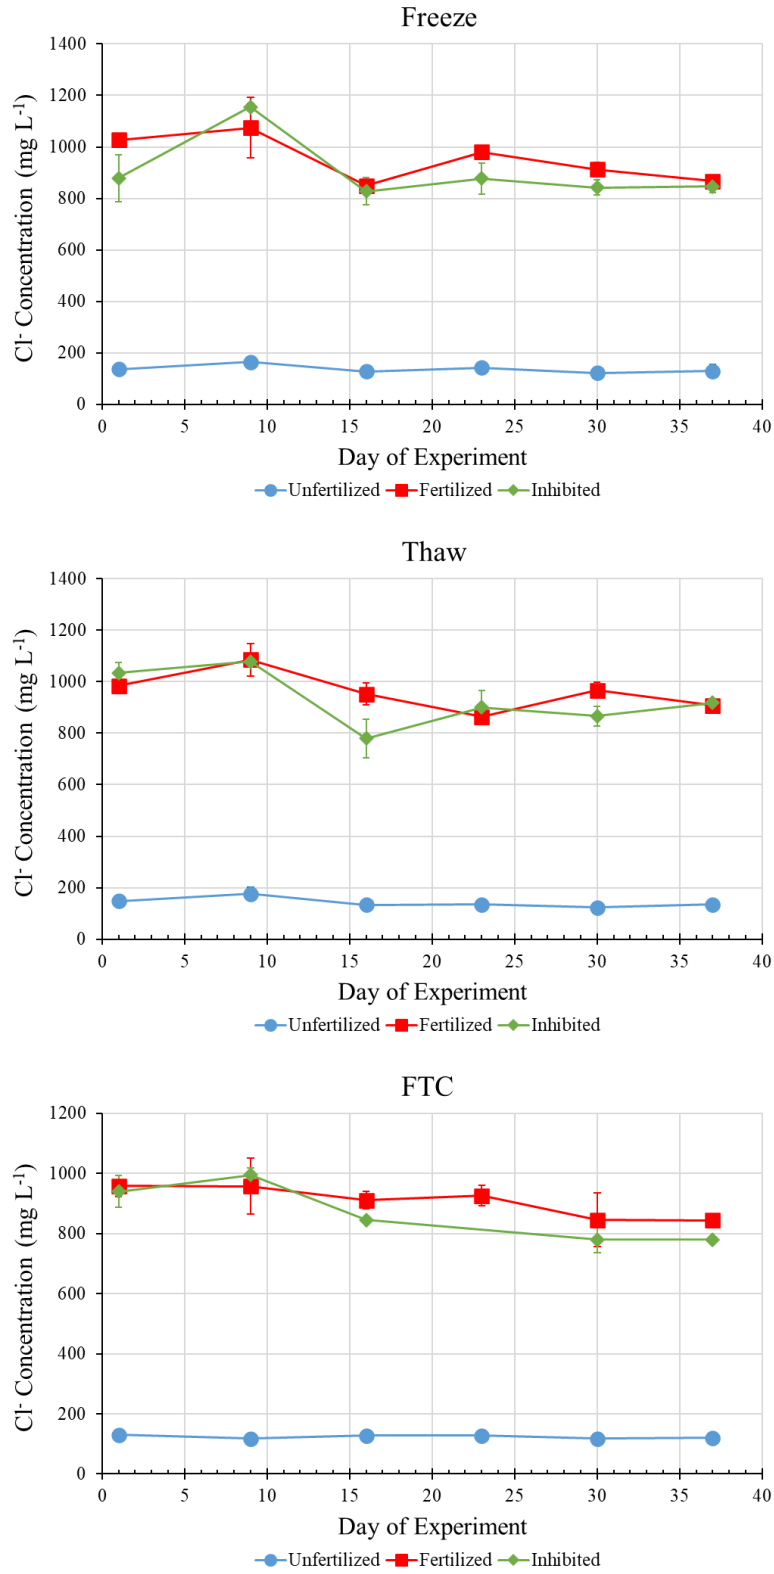 Freeze
Cl⁻ Concentration (mg L⁻¹)
1400
1200
1000
800
600
400
200
0
0 5 10 15 20 25 30 35 40
Day of Experiment
Unfertilized Fertilized Inhibited
Thaw
Cl⁻ Concentration (mg L⁻¹)
1400
1200
1000
800
600
400
200
0
0 5 10 15 20 25 30 35 40
Day of Experiment
Unfertilized Fertilized Inhibited
FTC
Cl⁻ Concentration (mg L⁻¹)
1200
1000
800
600
400
200
0
0 5 10 15 20 25 30 35 40
Day of Experiment
Unfertilized Fertilized Inhibited